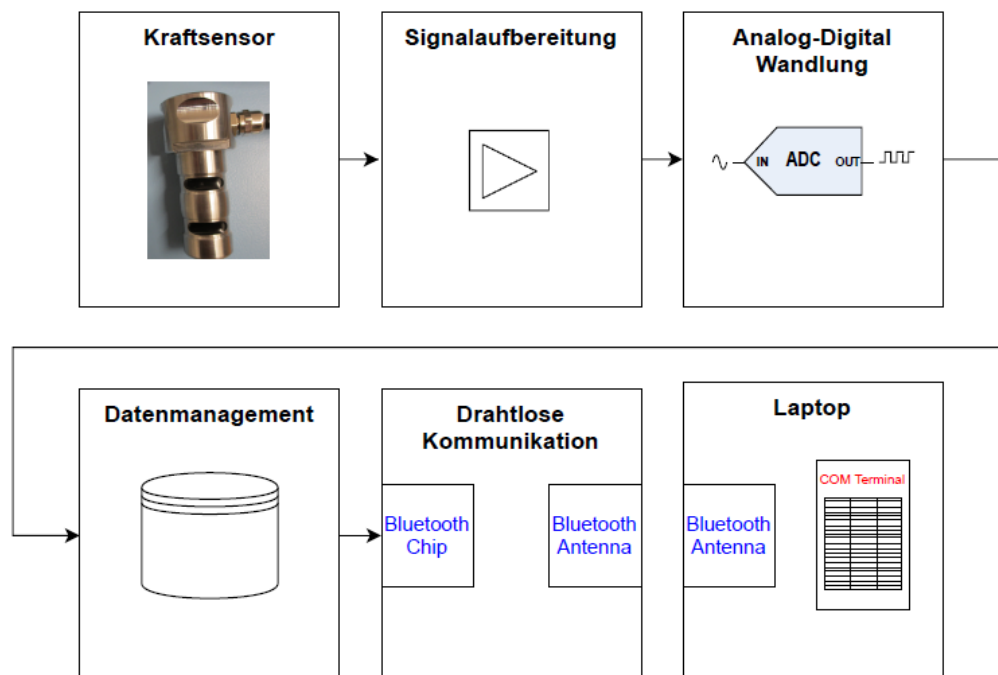 Kraftsensor
Signalaufbereitung
Analog-Digital
Wandlung
IN
ADC
OUT
Datenmanagement
Drahtlose
Kommunikation
Laptop
Bluetooth
Chip
Bluetooth
Antenna
Bluetooth
Antenna
COM Terminal